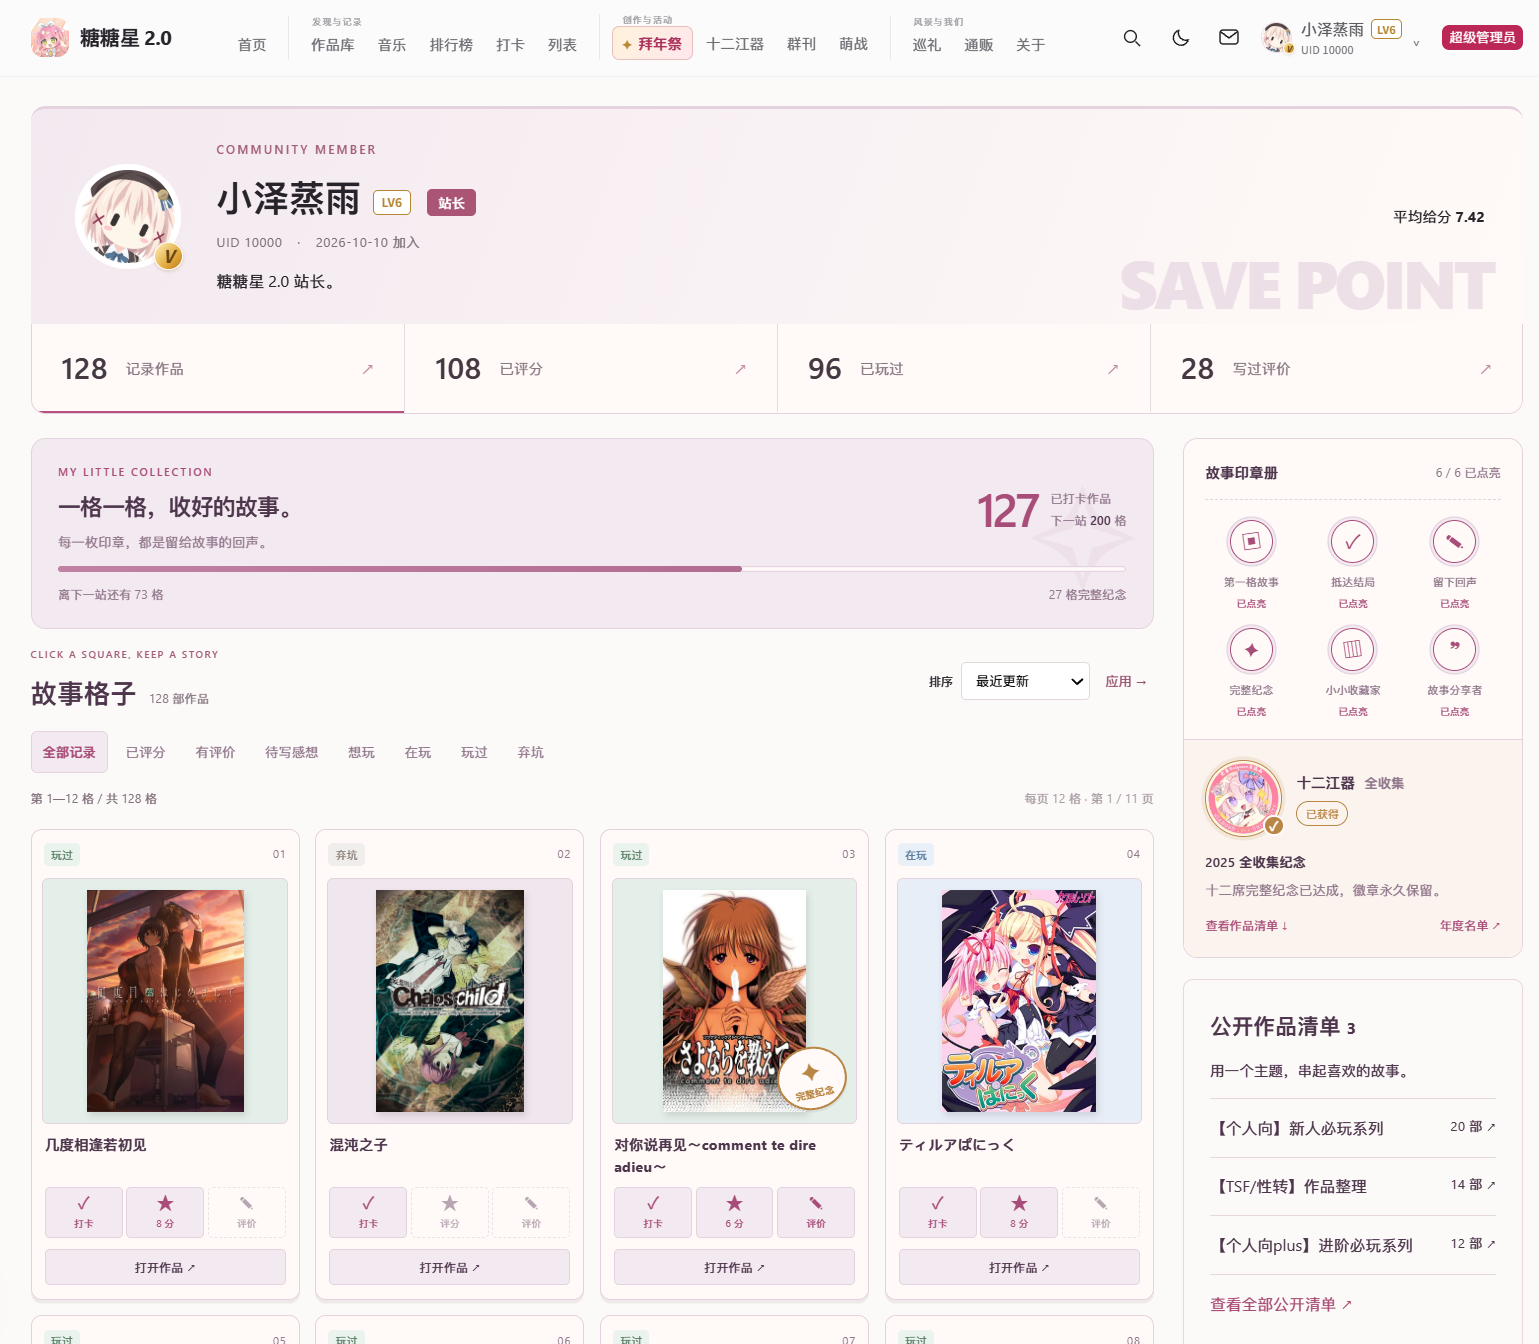 糖糖星 2.0
首页
发现与记录
作品库 音乐 排行榜 打卡 列表
创作与活动
✦ 拜年祭 十二江器 群刊 萌战
风景与我们
巡礼 通贩 关于
小泽蒸雨 LV6
UID 10000
超级管理员
COMMUNITY MEMBER
小泽蒸雨 LV6 站长
V
UID 10000 · 2026-10-10 加入
糖糖星 2.0 站长。
平均给分 7.42
SAVE POINT
128 记录作品 ↗
108 已评分 ↗
96 已玩过 ↗
28 写过评价 ↗
MY LITTLE COLLECTION
一格一格，收好的故事。
每一枚印章，都是留给故事的回声。
127 已打卡作品
下一站 200 格
离下一站还有 73 格
27 格完整纪念
CLICK A SQUARE, KEEP A STORY
故事格子 128 部作品
排序 最近更新 应用 →
全部记录 已评分 有评价 待写感想 想玩 在玩 玩过 弃坑
第 1—12 格 / 共 128 格
每页 12 格 · 第 1 / 11 页
玩过 01
几度相逢若初见
✓ 打卡
★ 8 分
评价
打开作品 ↗
弃坑 02
Chaos;child
混沌之子
✓ 打卡
★ 评分
评价
打开作品 ↗
玩过 03
さよならを教えて
comment te dire adieu
✦ 完整纪念
对你说再见～comment te dire
adieu～
✓ 打卡
★ 6 分
评价
打开作品 ↗
在玩 04
ティルア
ぱにっく
ティルアぱにっく
✓ 打卡
★ 8 分
评价
打开作品 ↗
玩过 05
玩过 06
玩过 07
玩过 08
故事印章册 6 / 6 已点亮
第一格故事
已点亮
抵达结局
已点亮
留下回声
已点亮
完整纪念
已点亮
小小收藏家
已点亮
故事分享者
已点亮
十二江器 全收集
已获得
2025 全收集纪念
十二席完整纪念已达成，徽章永久保留。
查看作品清单 ↓
年度名单 ↗
公开作品清单 3
用一个主题，串起喜欢的故事。
【个人向】新人必玩系列 20 部 ↗
【TSF/性转】作品整理 14 部 ↗
【个人向plus】进阶必玩系列 12 部 ↗
查看全部公开清单 ↗